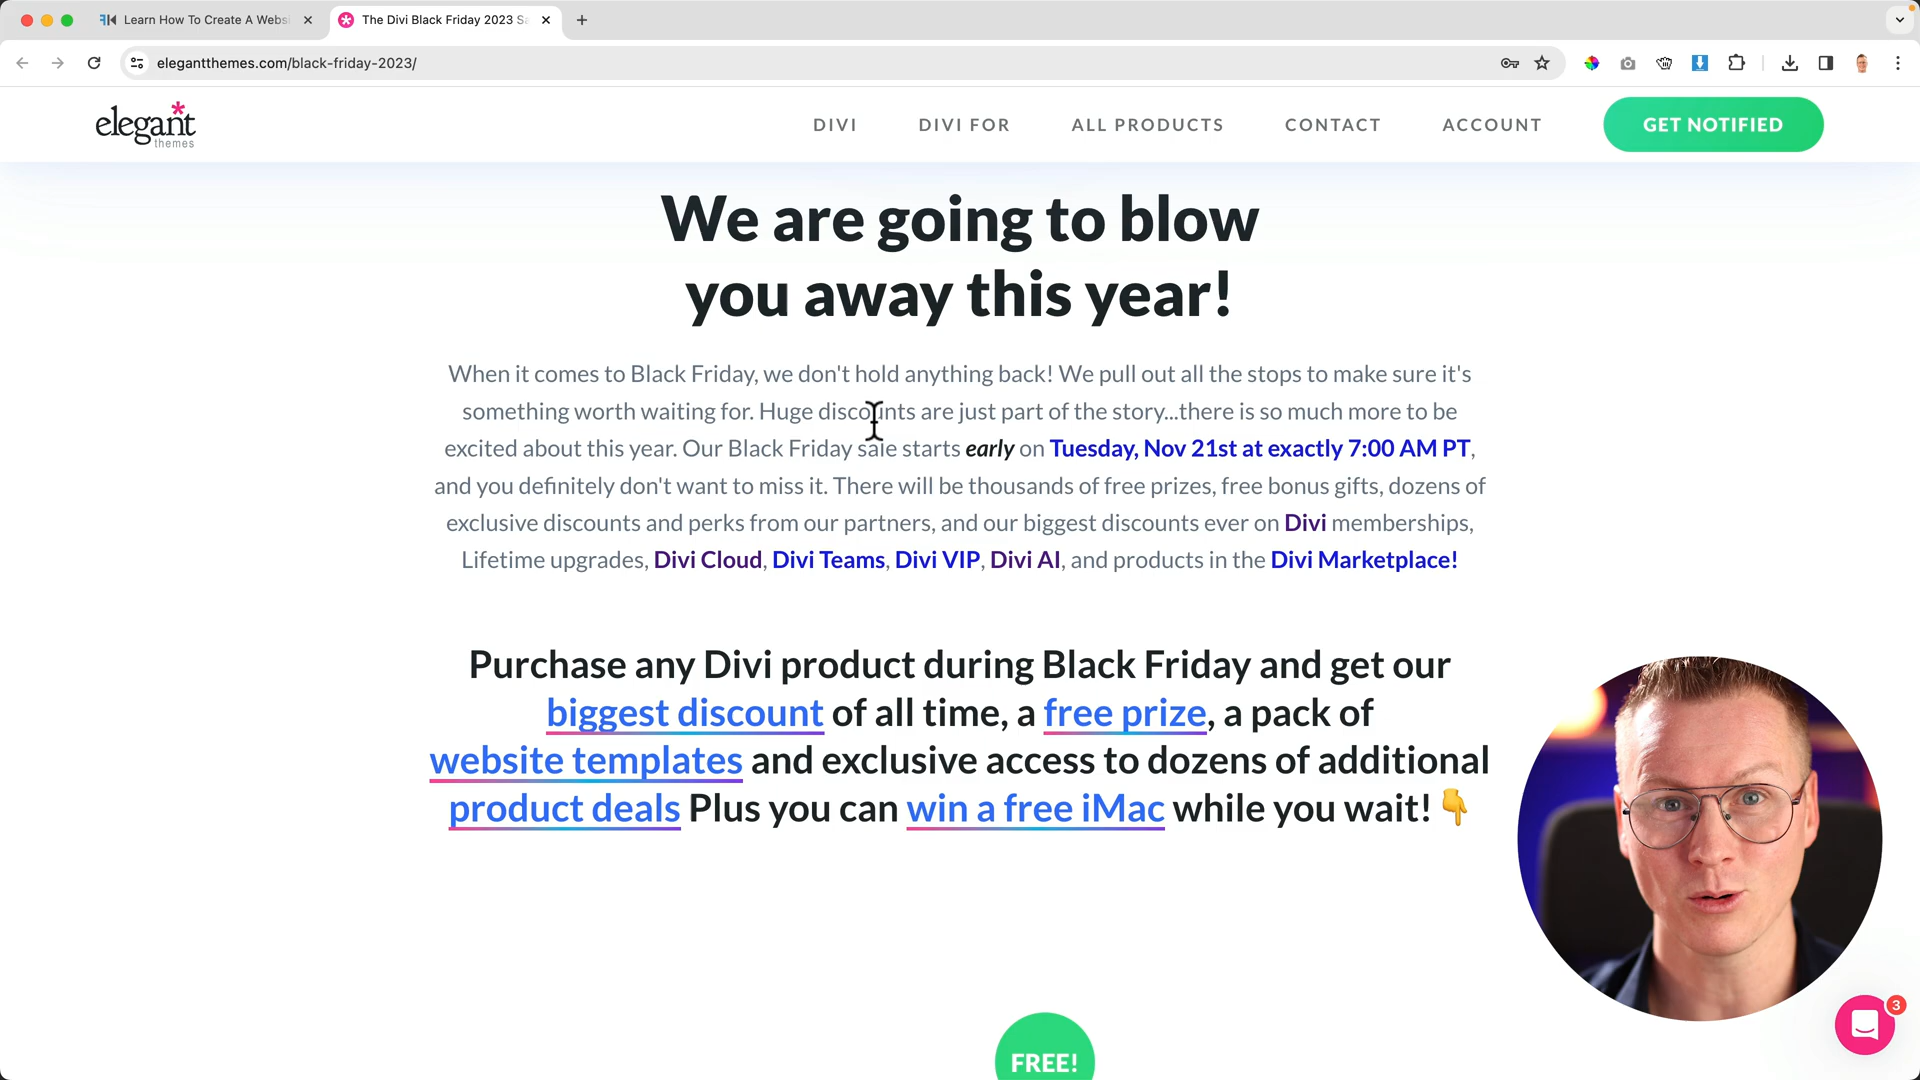 Learn How To Create A Websi
The Divi Black Friday 2023 S
elegantthemes.com/black-friday-2023/
elegant
themes
DIVI
DIVI FOR
ALL PRODUCTS
CONTACT
ACCOUNT
GET NOTIFIED
We are going to blow
you away this year!
When it comes to Black Friday, we don't hold anything back! We pull out all the stops to make sure it's
something worth waiting for. Huge discounts are just part of the story...there is so much more to be
excited about this year. Our Black Friday sale starts early on Tuesday, Nov 21st at exactly 7:00 AM PT,
and you definitely don't want to miss it. There will be thousands of free prizes, free bonus gifts, dozens of
exclusive discounts and perks from our partners, and our biggest discounts ever on Divi memberships,
Lifetime upgrades, Divi Cloud, Divi Teams, Divi VIP, Divi AI, and products in the Divi Marketplace!
Purchase any Divi product during Black Friday and get our
biggest discount of all time, a free prize, a pack of
website templates and exclusive access to dozens of additional
product deals Plus you can win a free iMac while you wait! 👇
3
FREE!